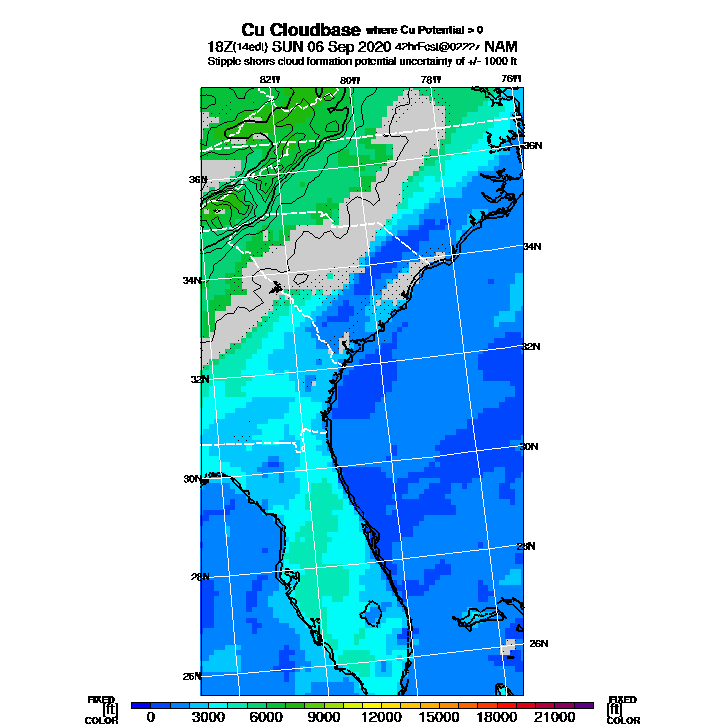 Cu Cloudbase where Cu Potential > 0
18Z(14edt) SUN 06 Sep 2020 42hrFcst@0222z NAM
Stipple shows cloud formation potential uncertainty of +/- 1000 ft
82W 80W 78W 76W
36N
36N
34N
34N
32N
32N
30N
30N
28N
28N
26N
26N
FIXED FIXED
[ft] [ft]
COLOR 0 3000 6000 9000 12000 15000 18000 21000 COLOR